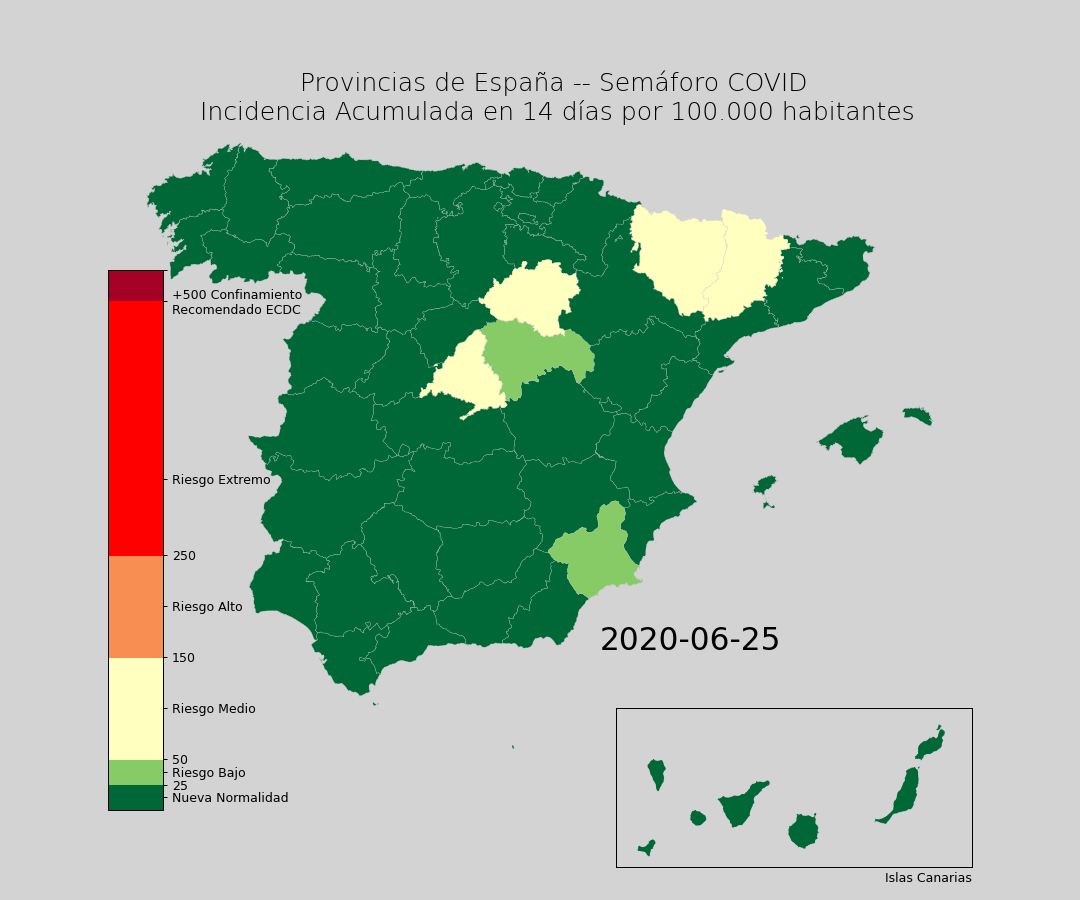 Provincias de España -- Semáforo COVID
Incidencia Acumulada en 14 días por 100.000 habitantes
+500 Confinamiento
Recomendado ECDC
Riesgo Extremo
250
Riesgo Alto
150
Riesgo Medio
50
Riesgo Bajo
25
Nueva Normalidad
2020-06-25
Islas Canarias